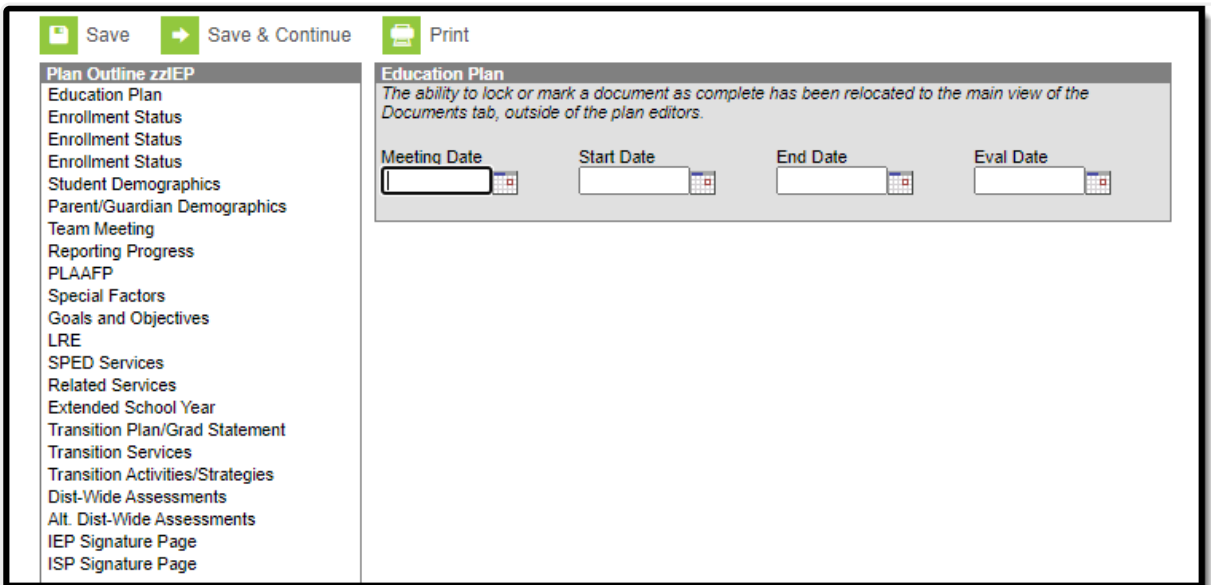 Save Save & Continue Print
Plan Outline zzIEP
Education Plan
Enrollment Status
Enrollment Status
Enrollment Status
Student Demographics
Parent/Guardian Demographics
Team Meeting
Reporting Progress
PLAAFP
Special Factors
Goals and Objectives
LRE
SPED Services
Related Services
Extended School Year
Transition Plan/Grad Statement
Transition Services
Transition Activities/Strategies
Dist-Wide Assessments
Alt. Dist-Wide Assessments
IEP Signature Page
ISP Signature Page
Education Plan
The ability to lock or mark a document as complete has been relocated to the main view of the
Documents tab, outside of the plan editors.
Meeting Date Start Date End Date Eval Date